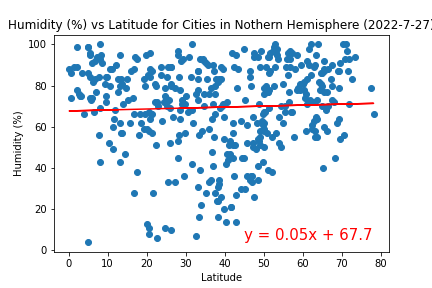 Humidity (%) vs Latitude for Cities in Nothern Hemisphere (2022-7-27)
100
80
60
40
20
0
Humidity (%)
y = 0.05x + 67.7
0 10 20 30 40 50 60 70 80
Latitude